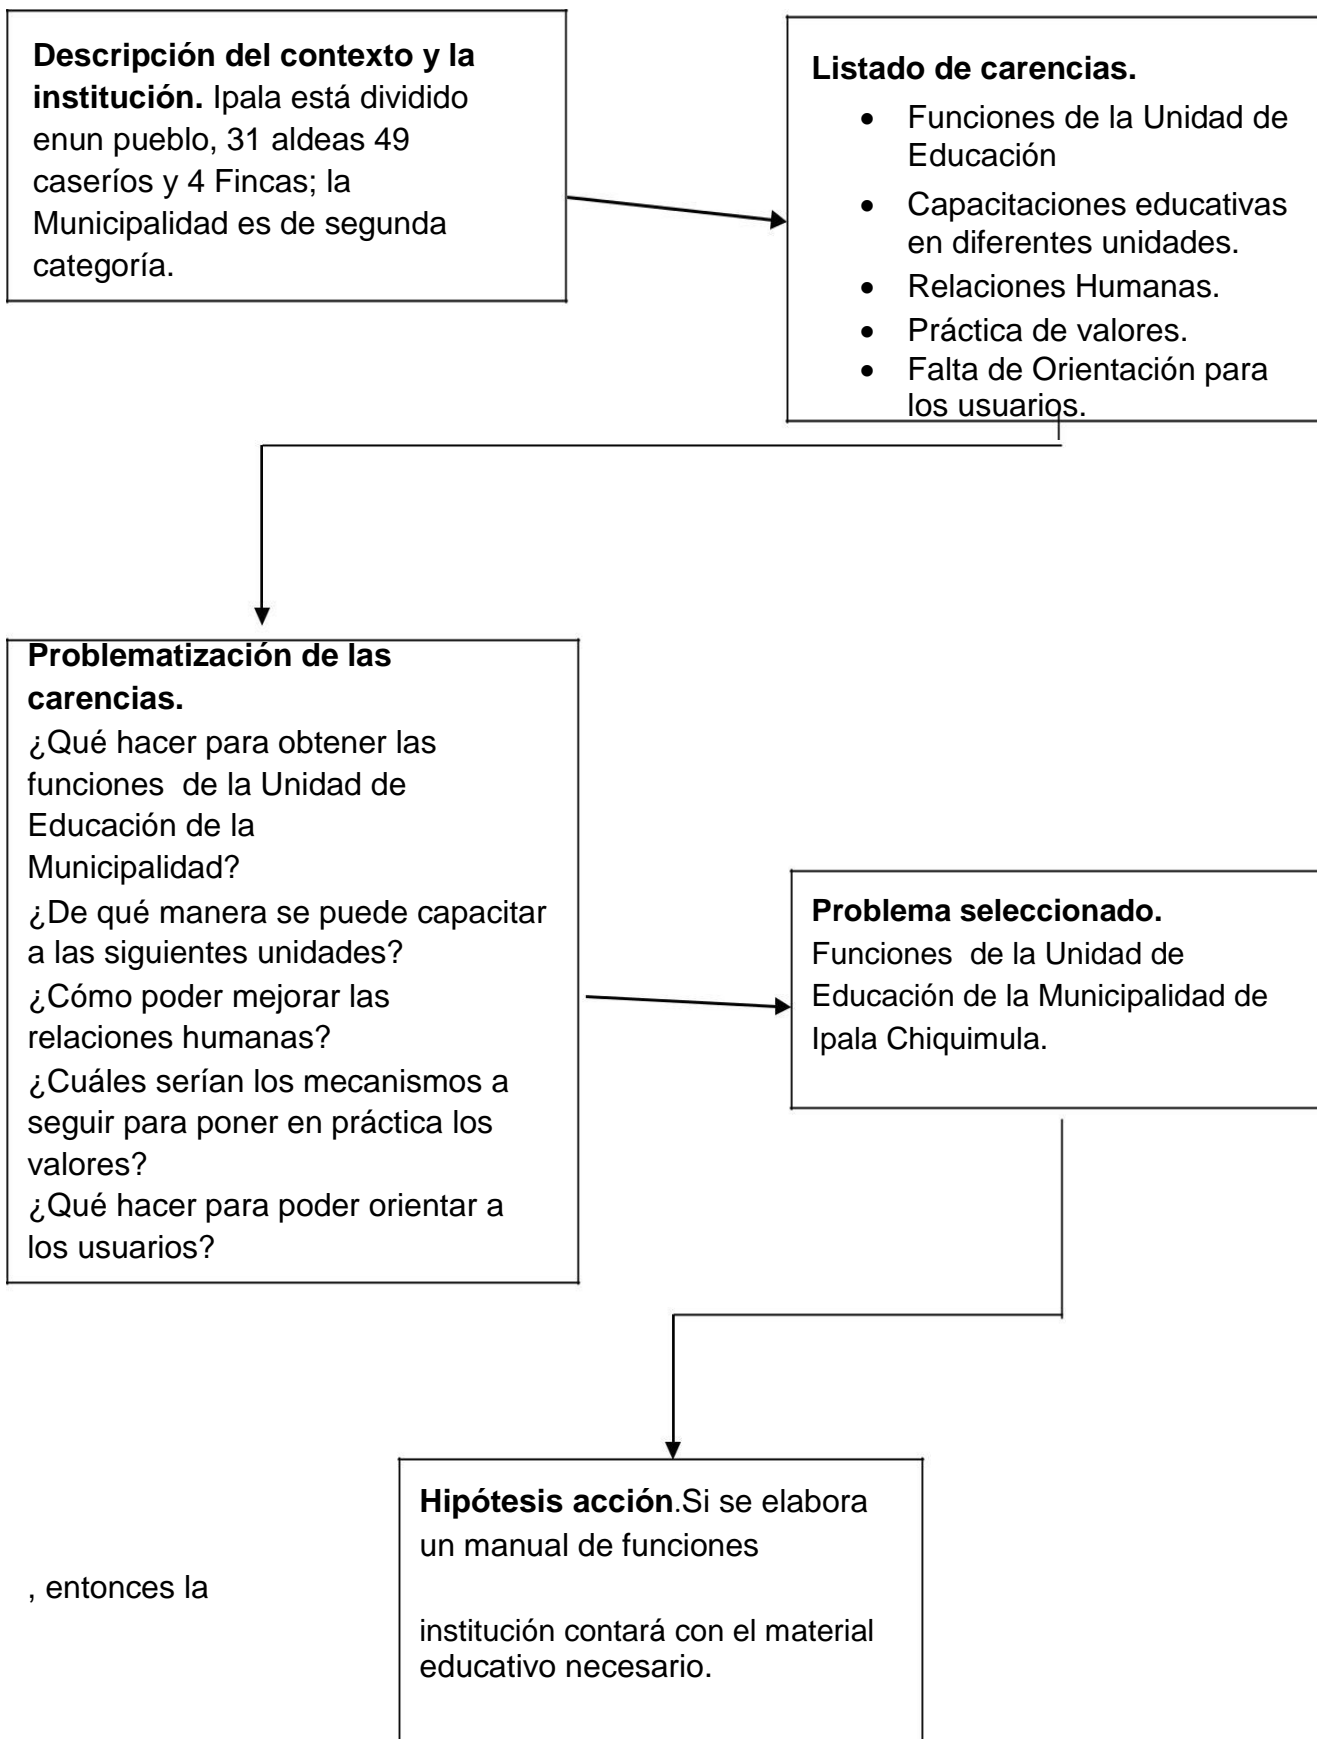 Descripción del contexto y la
institución. Ipala está dividido
enun pueblo, 31 aldeas 49
caseríos y 4 Fincas; la
Municipalidad es de segunda
categoría.
Listado de carencias.
• Funciones de la Unidad de
Educación
• Capacitaciones educativas
en diferentes unidades.
• Relaciones Humanas.
• Práctica de valores.
• Falta de Orientación para
los usuarios.
Problematización de las
carencias.
¿Qué hacer para obtener las
funciones de la Unidad de
Educación de la
Municipalidad?
¿De qué manera se puede capacitar
a las siguientes unidades?
¿Cómo poder mejorar las
relaciones humanas?
¿Cuáles serían los mecanismos a
seguir para poner en práctica los
valores?
¿Qué hacer para poder orientar a
los usuarios?
Problema seleccionado.
Funciones de la Unidad de
Educación de la Municipalidad de
Ipala Chiquimula.
Hipótesis acción.Si se elabora
un manual de funciones
, entonces la
institución contará con el material
educativo necesario.